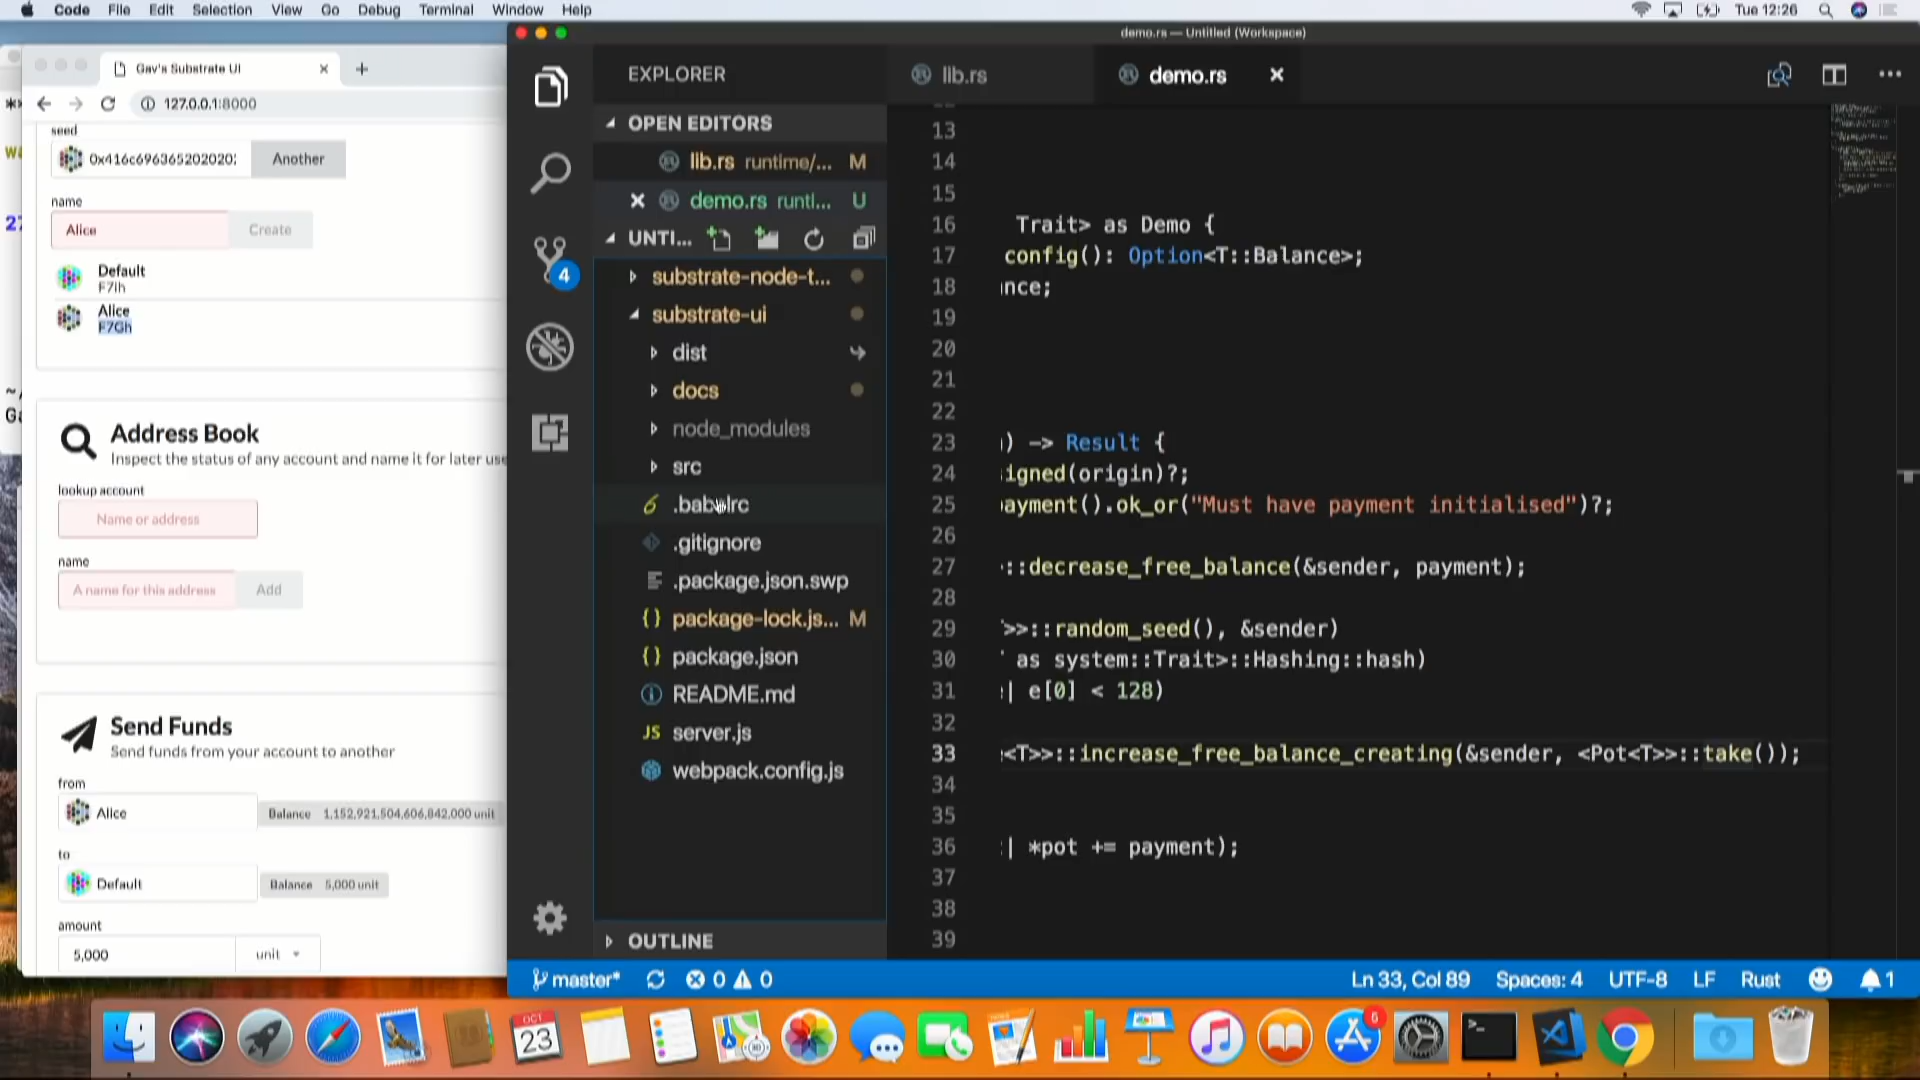 Code File Edit Selection View Go Debug Terminal Window Help
Tue 12:26
Gav's Substrate UI
127.0.0.1:8000
seed
0x416c696365202020:
Another
name
Alice
Create
Default
F7Ih
Alice
F7Gh
Address Book
Inspect the status of any account and name it for later use
lookup account
Name or address
name
A name for this address
Add
Send Funds
Send funds from your account to another
from
Alice
Balance 1,152,921,504,606,842,000 unit
to
Default
Balance 5,000 unit
amount
5,000
unit
demo.rs — Untitled (Workspace)
EXPLORER
OPEN EDITORS
lib.rs runtime/... M
demo.rs runtl... U
UNTI...
substrate-node-t...
substrate-ui
dist
docs
node_modules
src
.babelrc
.gitignore
.package.json.swp
package-lock.js... M
package.json
README.md
server.js
webpack.config.js
OUTLINE
4
lib.rs
demo.rs
13
14
15
16 Trait> as Demo {
17 config(): Option<T::Balance>;
18 nce;
19
20
21
22
23 ) -> Result {
24 igned(origin)?;
25 ayment().ok_or("Must have payment initialised")?;
26
27 ::decrease_free_balance(&sender, payment);
28
29 >>::random_seed(), &sender)
30 as system::Trait>::Hashing::hash)
31 | e[0] < 128)
32
33 <T>>::increase_free_balance_creating(&sender, <Pot<T>>::take());
34
35
36 | *pot += payment);
37
38
39
master* 0 0
Ln 33, Col 89 Spaces: 4 UTF-8 LF Rust 1
OCT
23
6